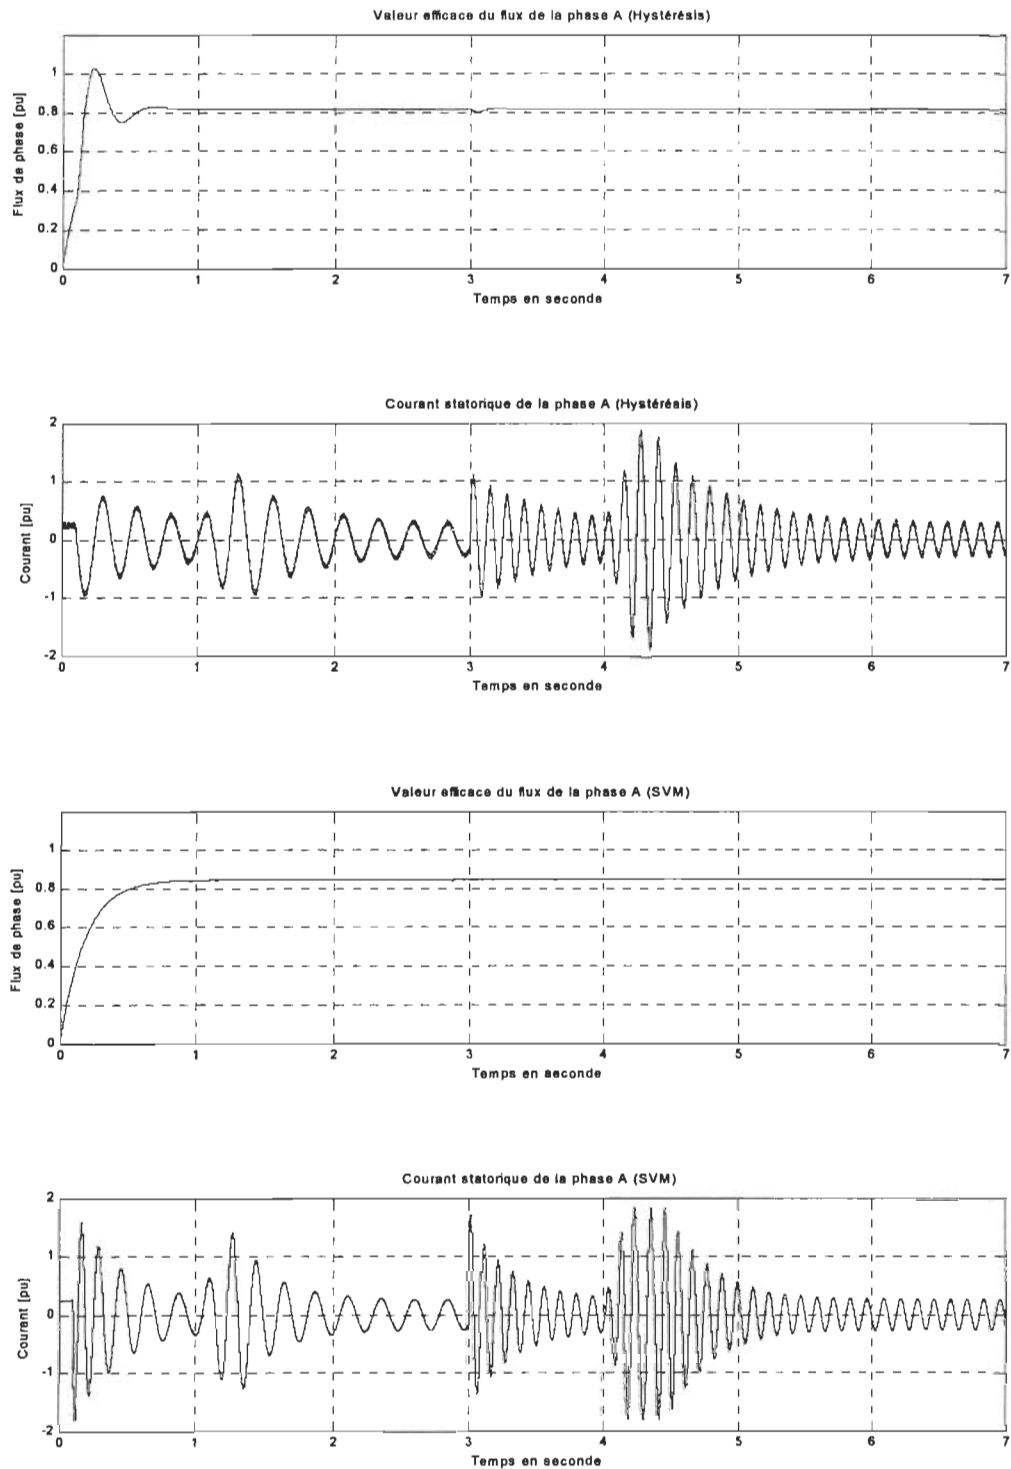 Valeur efficace du flux de la phase A (Hystérésis)
Flux de phase [pu]
1
0.8
0.6
0.4
0.2
0
0 1 2 3 4 5 6 7
Temps en seconde
Courant statorique de la phase A (Hystérésis)
Courant [pu]
2
1
0
-1
-2
0 1 2 3 4 5 6 7
Temps en seconde
Valeur efficace du flux de la phase A (SVM)
Flux de phase [pu]
1
0.8
0.6
0.4
0.2
0
0 1 2 3 4 5 6 7
Temps en seconde
Courant statorique de la phase A (SVM)
Courant [pu]
2
1
0
-1
-2
0 1 2 3 4 5 6 7
Temps en seconde